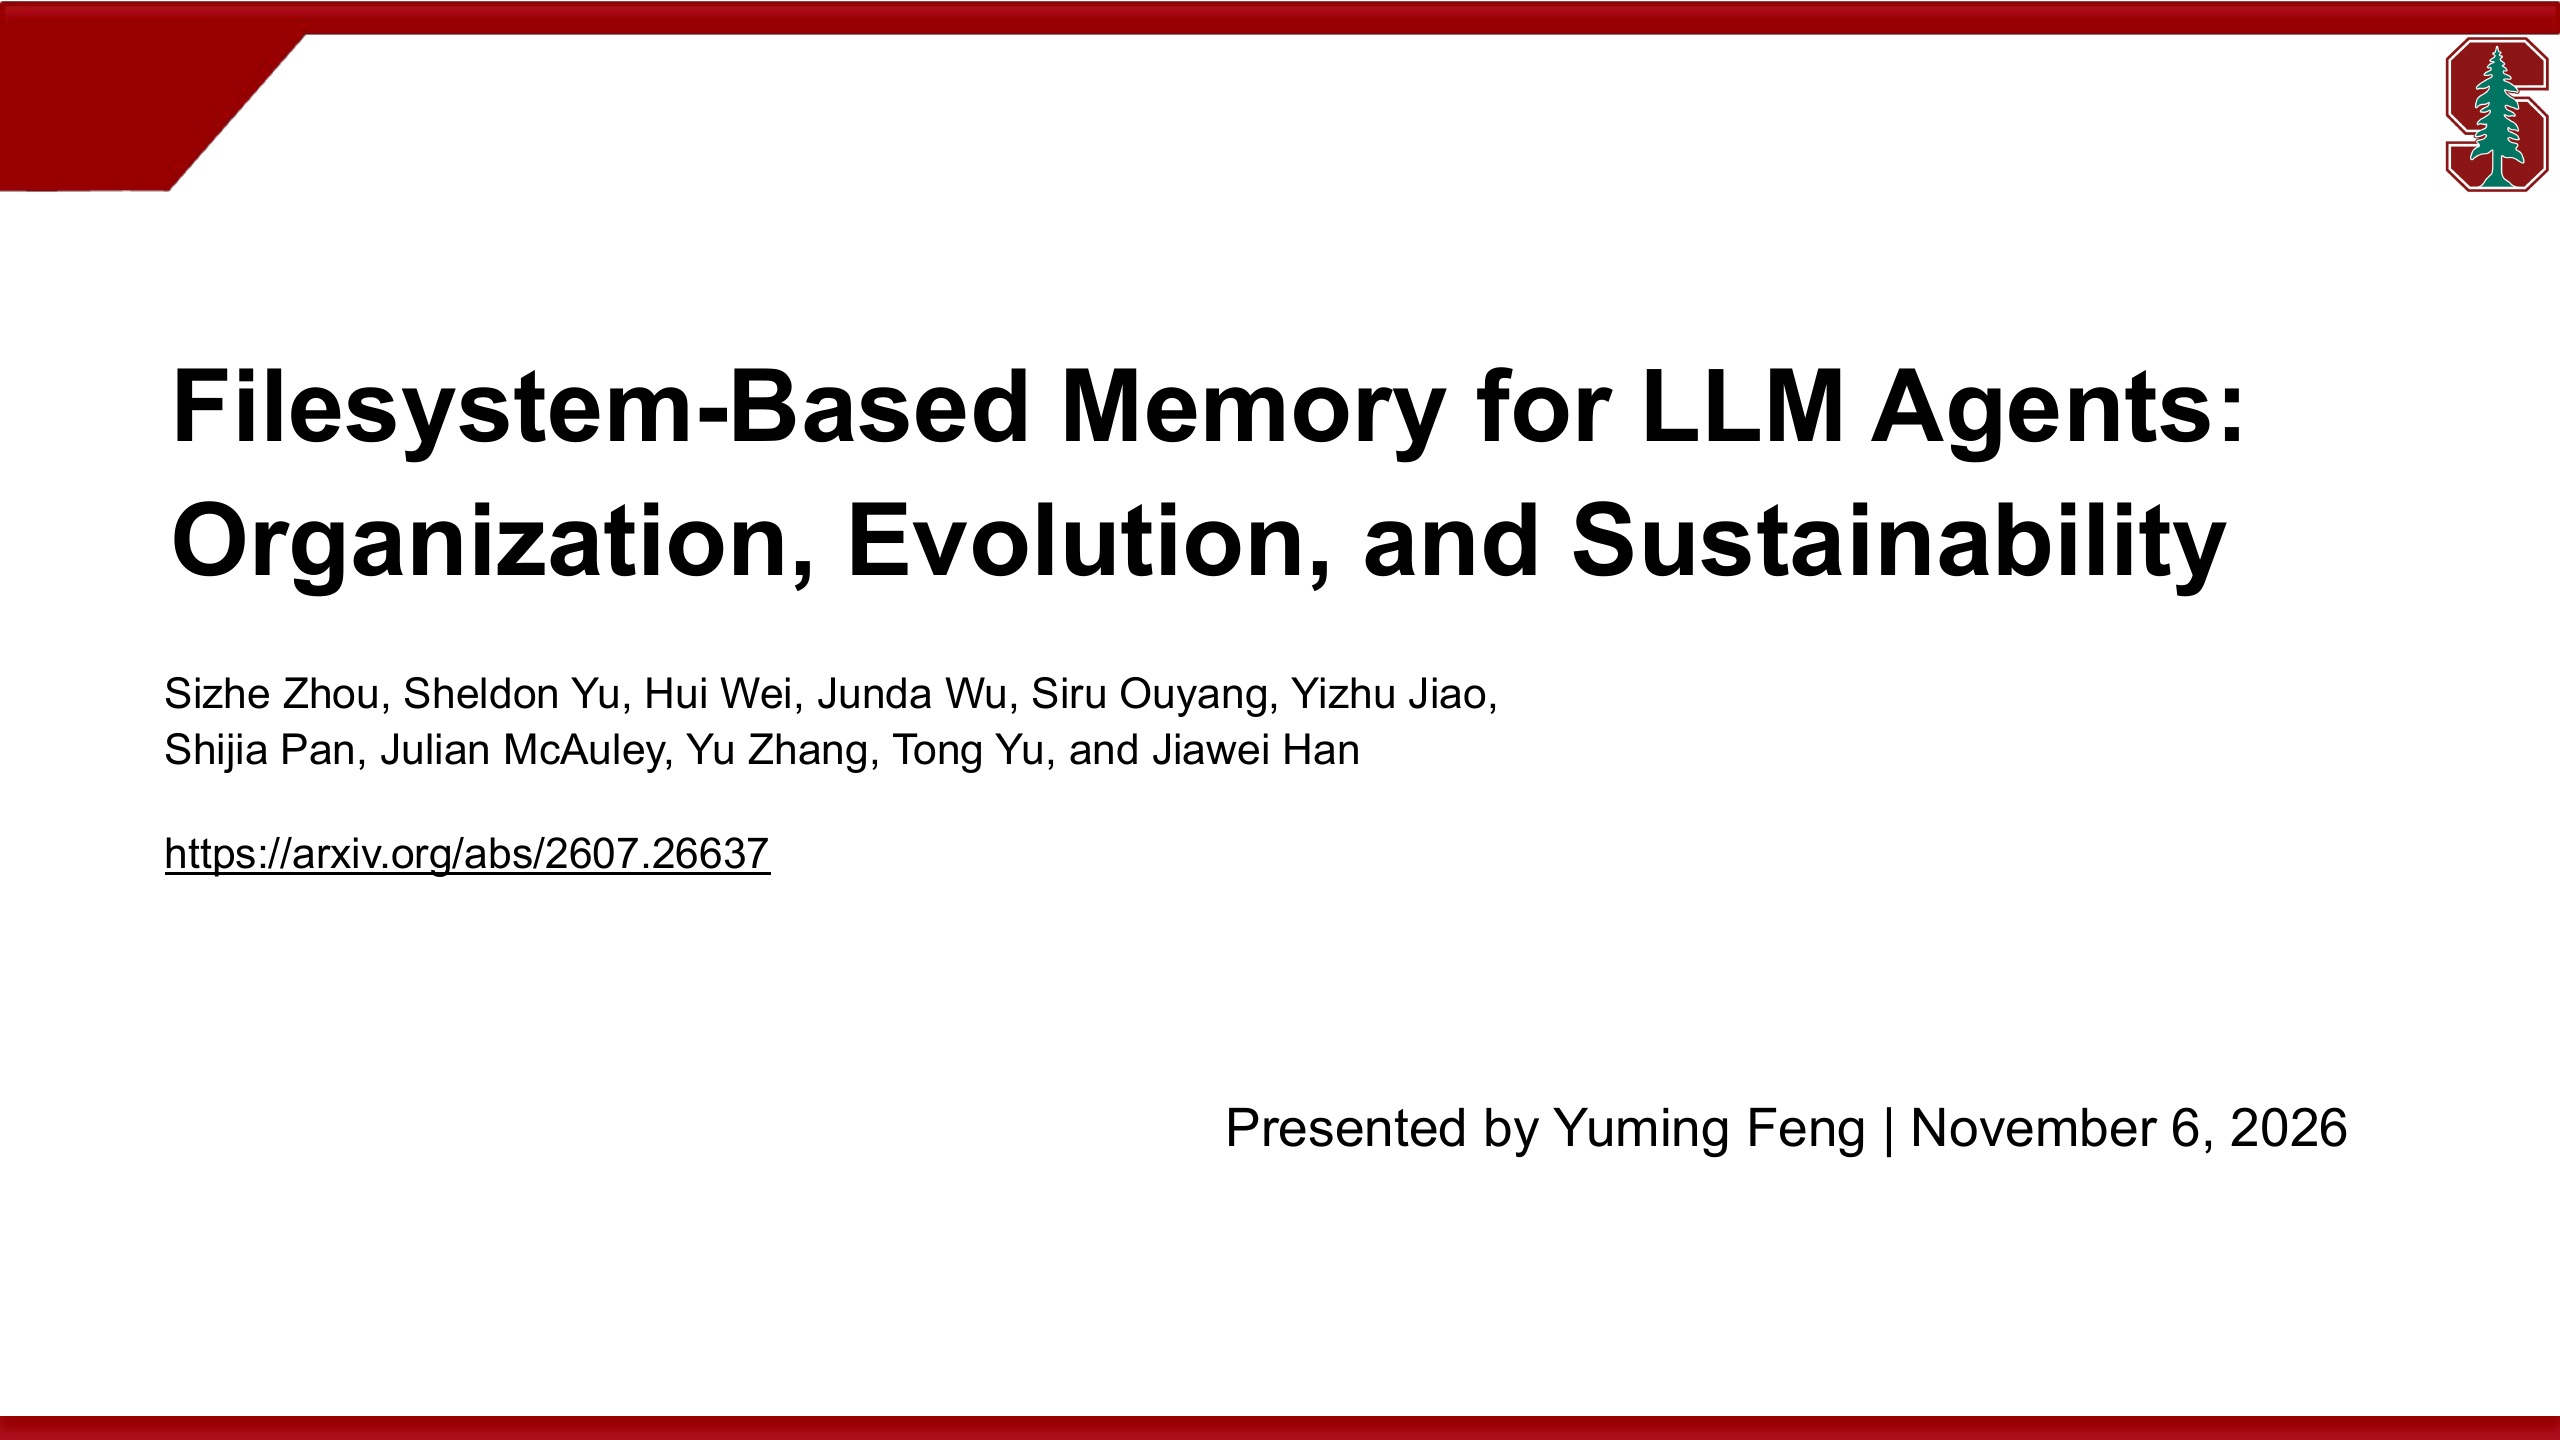 Filesystem-Based Memory for LLM Agents:
Organization, Evolution, and Sustainability
Sizhe Zhou, Sheldon Yu, Hui Wei, Junda Wu, Siru Ouyang, Yizhu Jiao,
Shijia Pan, Julian McAuley, Yu Zhang, Tong Yu, and Jiawei Han
https://arxiv.org/abs/2607.26637
Presented by Yuming Feng | November 6, 2026